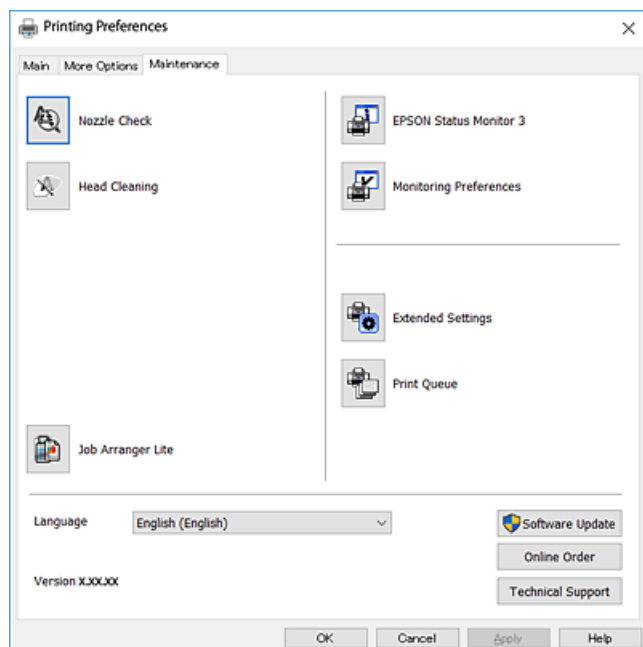 Printing Preferences
Main More Options Maintenance
Nozzle Check
EPSON Status Monitor 3
Head Cleaning
Monitoring Preferences
Extended Settings
Print Queue
Job Arranger Lite
Language English (English)
Software Update
Online Order
Version X.XX.XX
Technical Support
OK Cancel Apply Help